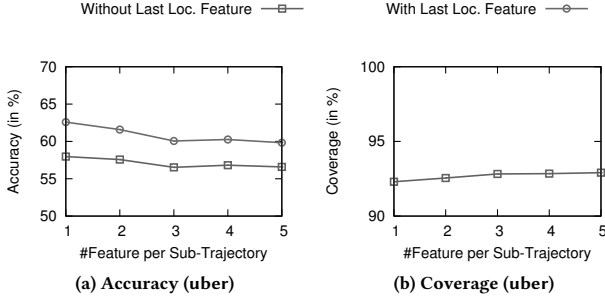 Without Last Loc. Feature
With Last Loc. Feature
Accuracy (in %)
70
65
60
55
50
1 2 3 4 5
#Feature per Sub-Trajectory
(a) Accuracy (uber)
Coverage (in %)
100
95
90
1 2 3 4 5
#Feature per Sub-Trajectory
(b) Coverage (uber)